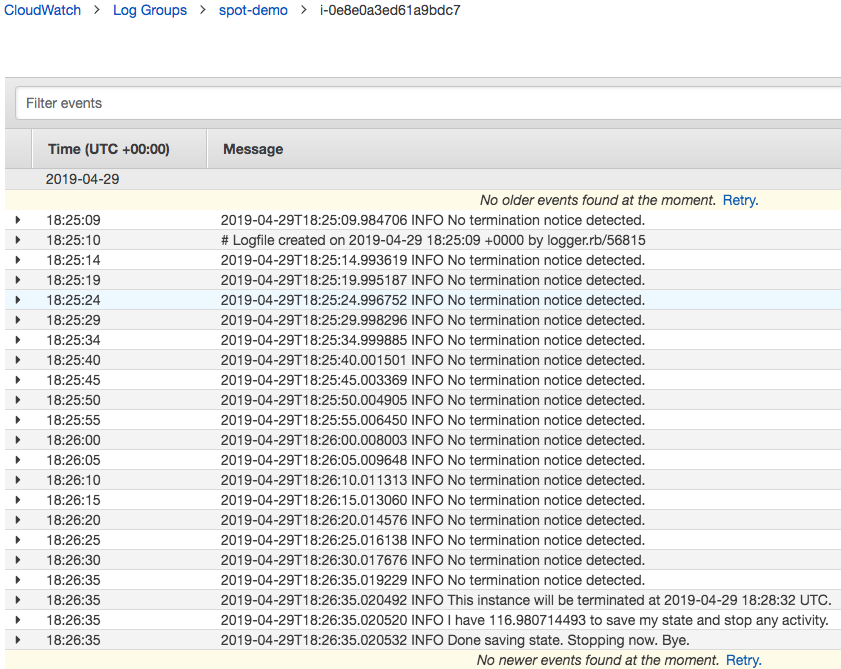 CloudWatch > Log Groups > spot-demo > i-0e8e0a3ed61a9bdc7
Filter events
Time (UTC +00:00) Message
2019-04-29
No older events found at the moment. Retry.
18:25:09 2019-04-29T18:25:09.984706 INFO No termination notice detected.
18:25:10 # Logfile created on 2019-04-29 18:25:09 +0000 by logger.rb/56815
18:25:14 2019-04-29T18:25:14.993619 INFO No termination notice detected.
18:25:19 2019-04-29T18:25:19.995187 INFO No termination notice detected.
18:25:24 2019-04-29T18:25:24.996752 INFO No termination notice detected.
18:25:29 2019-04-29T18:25:29.998296 INFO No termination notice detected.
18:25:34 2019-04-29T18:25:34.999885 INFO No termination notice detected.
18:25:40 2019-04-29T18:25:40.001501 INFO No termination notice detected.
18:25:45 2019-04-29T18:25:45.003369 INFO No termination notice detected.
18:25:50 2019-04-29T18:25:50.004905 INFO No termination notice detected.
18:25:55 2019-04-29T18:25:55.006450 INFO No termination notice detected.
18:26:00 2019-04-29T18:26:00.008003 INFO No termination notice detected.
18:26:05 2019-04-29T18:26:05.009648 INFO No termination notice detected.
18:26:10 2019-04-29T18:26:10.011313 INFO No termination notice detected.
18:26:15 2019-04-29T18:26:15.013060 INFO No termination notice detected.
18:26:20 2019-04-29T18:26:20.014576 INFO No termination notice detected.
18:26:25 2019-04-29T18:26:25.016138 INFO No termination notice detected.
18:26:30 2019-04-29T18:26:30.017676 INFO No termination notice detected.
18:26:35 2019-04-29T18:26:35.019229 INFO No termination notice detected.
18:26:35 2019-04-29T18:26:35.020492 INFO This instance will be terminated at 2019-04-29 18:28:32 UTC.
18:26:35 2019-04-29T18:26:35.020520 INFO I have 116.980714493 to save my state and stop any activity.
18:26:35 2019-04-29T18:26:35.020532 INFO Done saving state. Stopping now. Bye.
No newer events found at the moment. Retry.